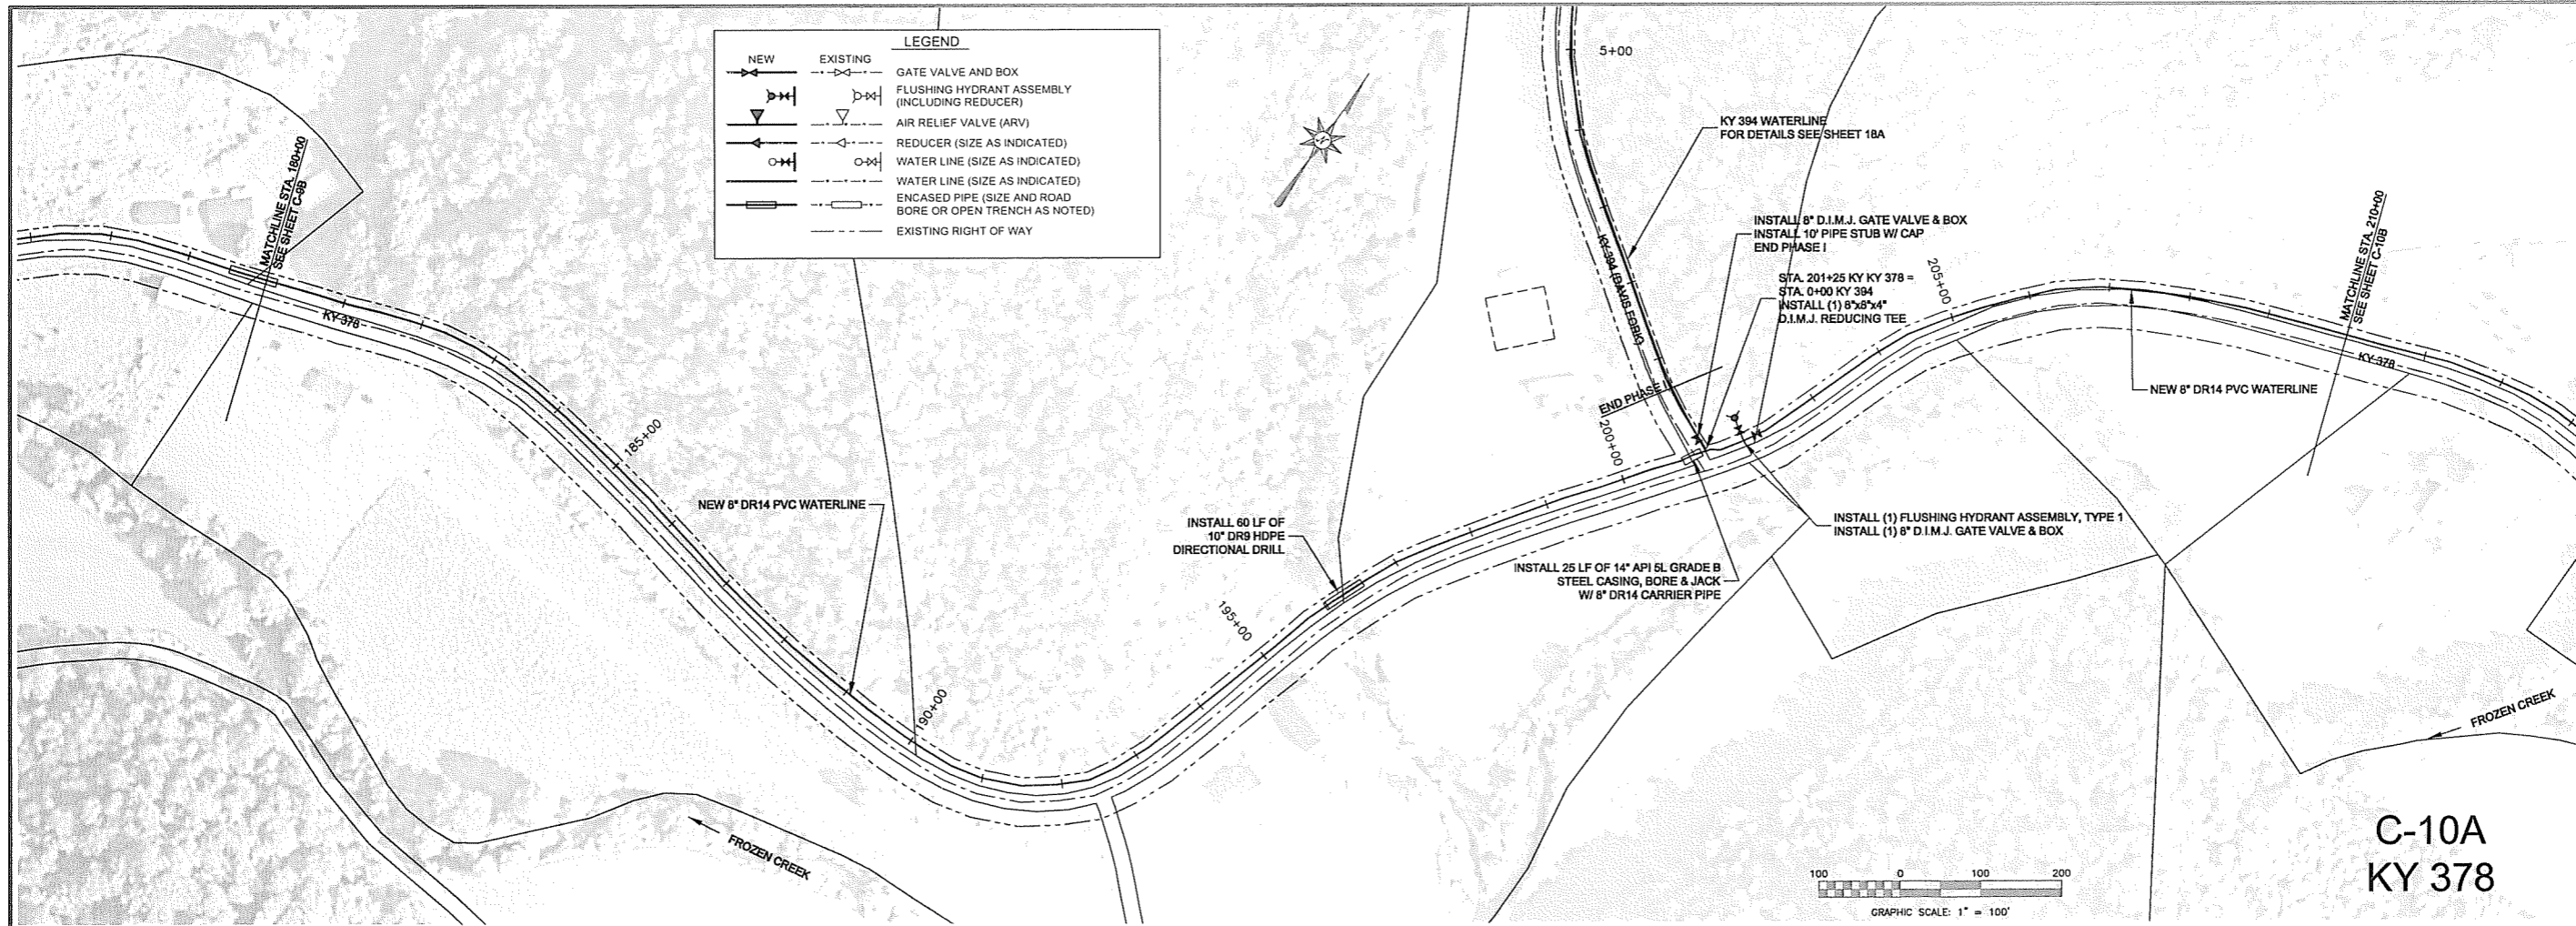 LEGEND
NEW EXISTING
GATE VALVE AND BOX
FLUSHING HYDRANT ASSEMBLY
(INCLUDING REDUCER)
AIR RELIEF VALVE (ARV)
REDUCER (SIZE AS INDICATED)
WATER LINE (SIZE AS INDICATED)
WATER LINE (SIZE AS INDICATED)
ENCASED PIPE (SIZE AND ROAD
BORE OR OPEN TRENCH AS NOTED)
EXISTING RIGHT OF WAY
MATCHLINE STA. 180+00
SEE SHEET C-9B
KY 378
185+00
NEW 8" DR14 PVC WATERLINE
190+00
FROZEN CREEK
195+00
INSTALL 60 LF OF
10" DR9 HDPE
DIRECTIONAL DRILL
5+00
KY 394 WATERLINE
FOR DETAILS SEE SHEET 18A
KY 394 (DAVIS FORK)
INSTALL 8" D.I.M.J. GATE VALVE & BOX
INSTALL 10' PIPE STUB W/ CAP
END PHASE I
STA. 201+25 KY KY 378 =
STA. 0+00 KY 394
INSTALL (1) 8"x8"x4"
D.I.M.J. REDUCING TEE
END PHASE I
200+00
INSTALL 25 LF OF 14" API 5L GRADE B
STEEL CASING, BORE & JACK
W/ 8" DR14 CARRIER PIPE
INSTALL (1) FLUSHING HYDRANT ASSEMBLY, TYPE 1
INSTALL (1) 8" D.I.M.J. GATE VALVE & BOX
205+00
NEW 8" DR14 PVC WATERLINE
MATCHLINE STA. 210+00
SEE SHEET C-10B
KY 378
FROZEN CREEK
100 0 100 200
GRAPHIC SCALE: 1" = 100'
C-10A
KY 378